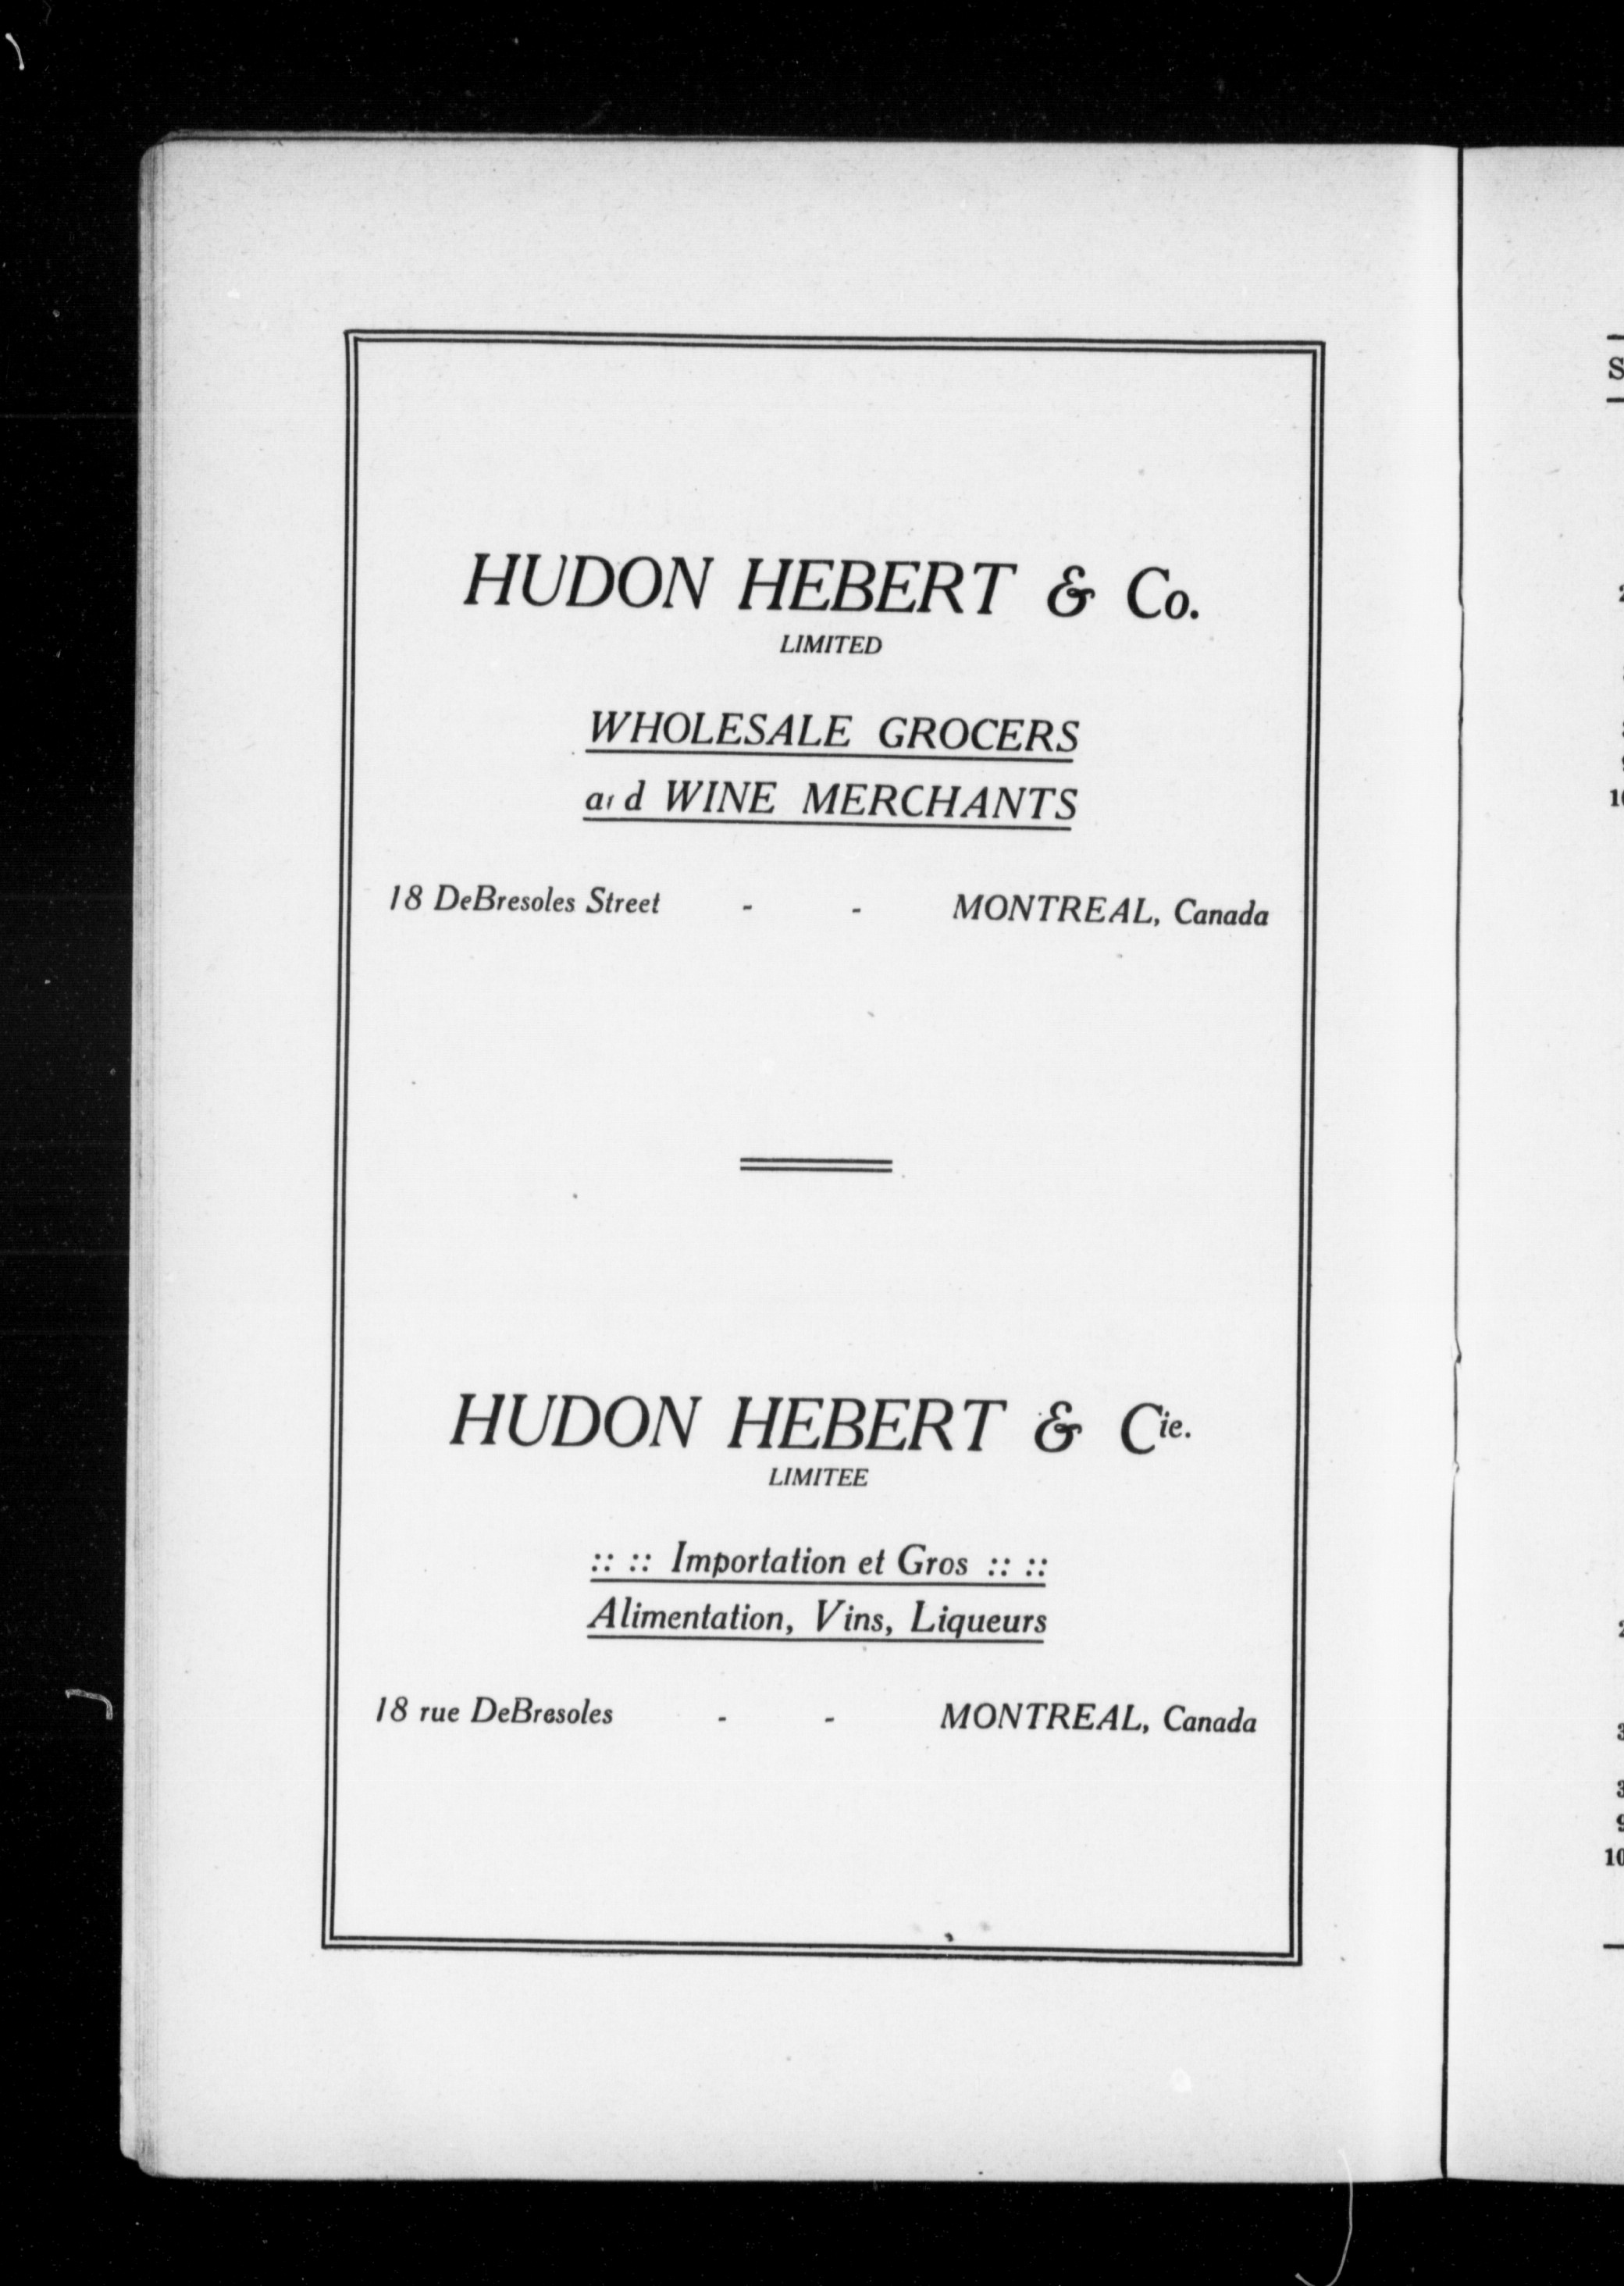 HUDON HEBERT & Co.
LIMITED
WHOLESALE GROCERS
and WINE MERCHANTS
18 DeBresoles Street - - MONTREAL, Canada
HUDON HEBERT & Cie.
LIMITEE
:: :: Importation et Gros :: ::
Alimentation, Vins, Liqueurs
18 rue DeBresoles - - MONTREAL, Canada